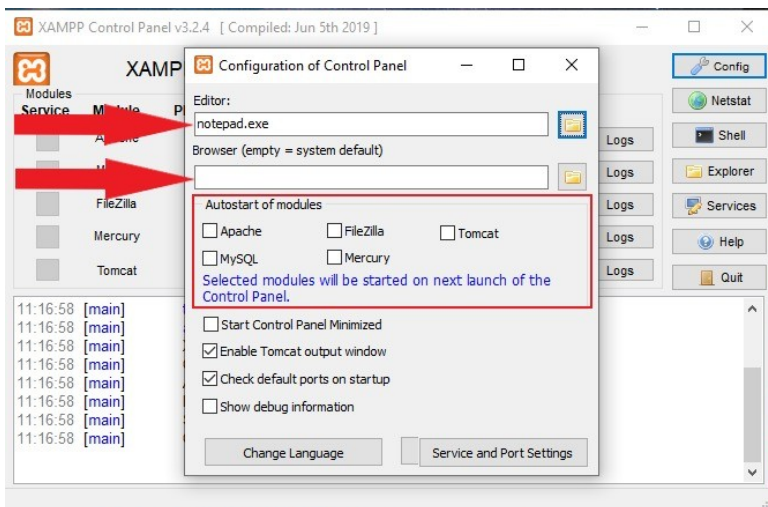 XAMPP Control Panel v3.2.4 [ Compiled: Jun 5th 2019 ]
XAMP
Modules
Service
FileZilla
Mercury
Tomcat
Logs
Logs
Logs
Logs
Logs
Config
Netstat
Shell
Explorer
Services
Help
Quit
11:16:58 [main]
11:16:58 [main]
11:16:58 [main]
11:16:58 [main]
11:16:58 [main]
11:16:58 [main]
11:16:58 [main]
11:16:58 [main]
Configuration of Control Panel
Editor:
notepad.exe
Browser (empty = system default)
Autostart of modules
Apache FileZilla Tomcat
MySQL Mercury
Selected modules will be started on next launch of the
Control Panel.
Start Control Panel Minimized
Enable Tomcat output window
Check default ports on startup
Show debug information
Change Language Service and Port Settings